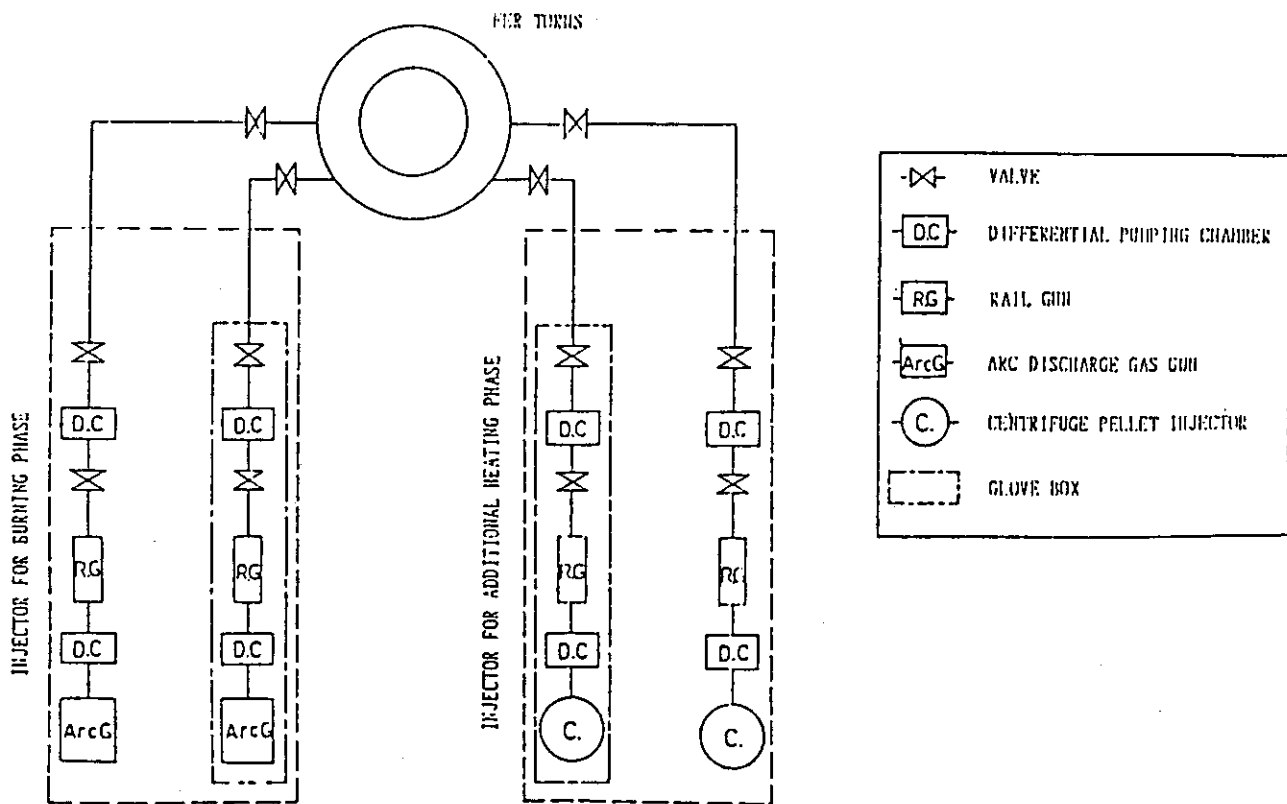 FER TORUS
VALVE
D.C DIFFERENTIAL PUMPING CHAMBER
RG RAIL GUN
ArcG ARC DISCHARGE GAS GUN
C. CENTRIFUGE PELLET INJECTOR
GLOVE BOX
INJECTOR FOR BURNING PHASE
D.C
RG
D.C
ArcG
D.C
RG
D.C
ArcG
INJECTOR FOR ADDITIONAL HEATING PHASE
D.C
RG
D.C
C.
D.C
RG
D.C
C.